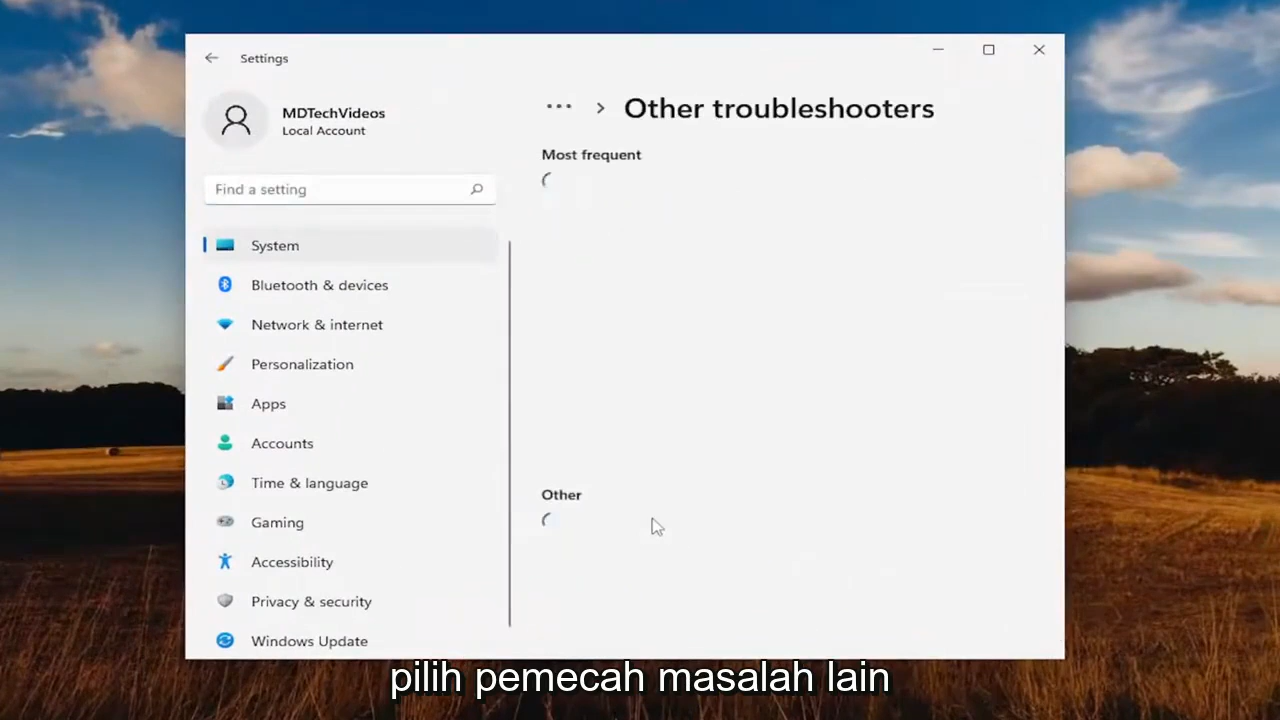 Settings
MDTechVideos
Local Account
Find a setting
System
Bluetooth & devices
Network & internet
Personalization
Apps
Accounts
Time & language
Gaming
Accessibility
Privacy & security
Windows Update
... > Other troubleshooters
Most frequent
Other
pilih pemecah masalah lain